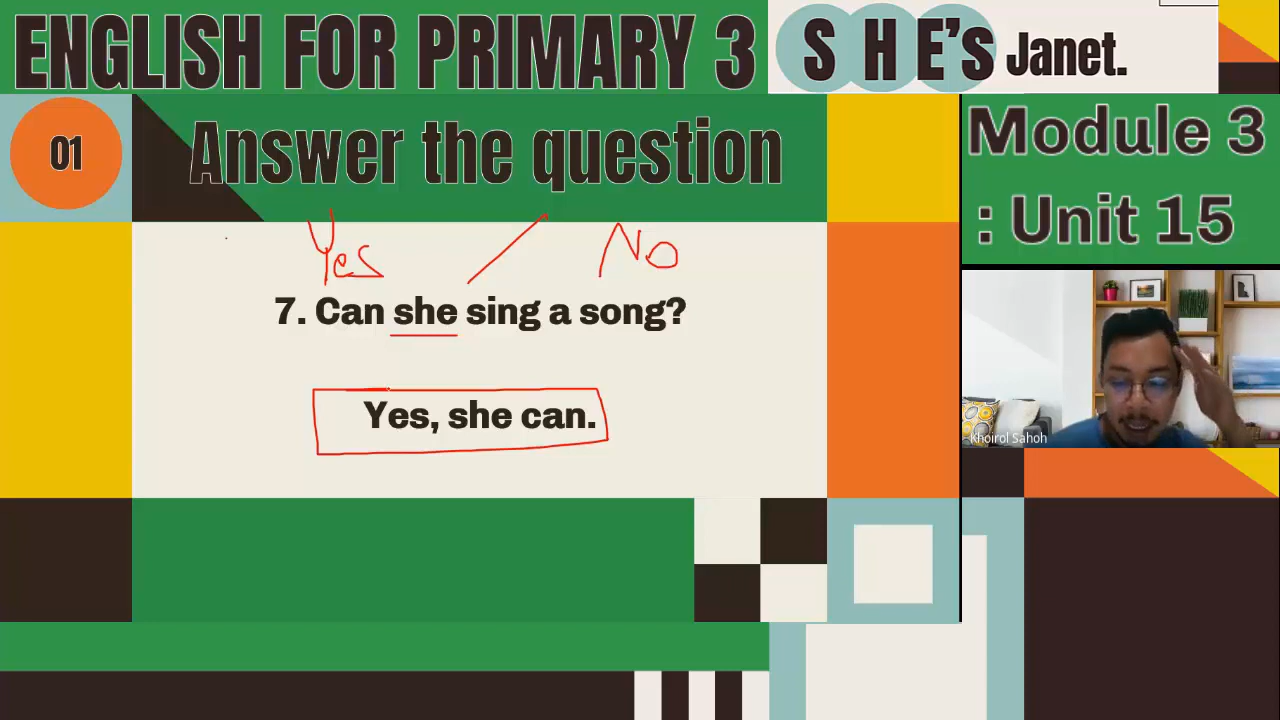 ENGLISH FOR PRIMARY 3
SHE's Janet.
01
Answer the question
Module 3
: Unit 15
Yes / No
7. Can she sing a song?
Yes, she can.
Khoirol Sahoh